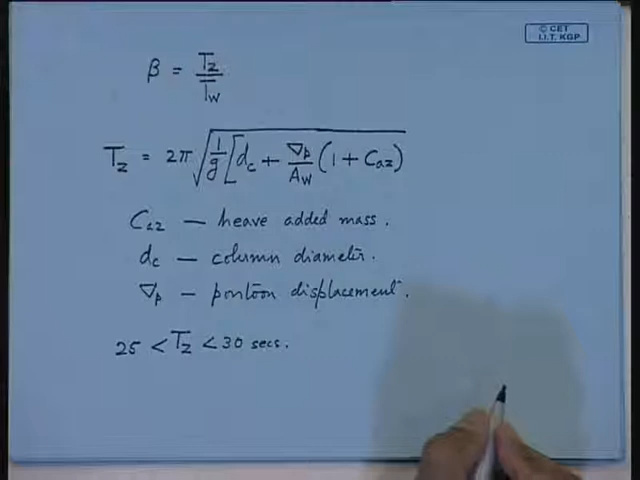 © CET
I.I.T. KGP
β = T_z / T_w
T_z = 2π √(1/g [d_c + ∇_p/A_W (1 + C_az)
C_az — heave added mass.
d_c — column diameter.
∇_p — pontoon displacement.
25 < T_z < 30 secs.